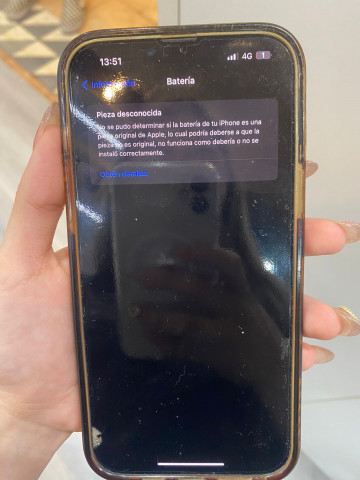 13:51
4G 1
Batería
Pieza desconocida
No se pudo determinar si la batería de tu iPhone es una
pieza original de Apple, lo cual podría deberse a que la
pieza no es original, no funciona como debería o no se
instaló correctamente.